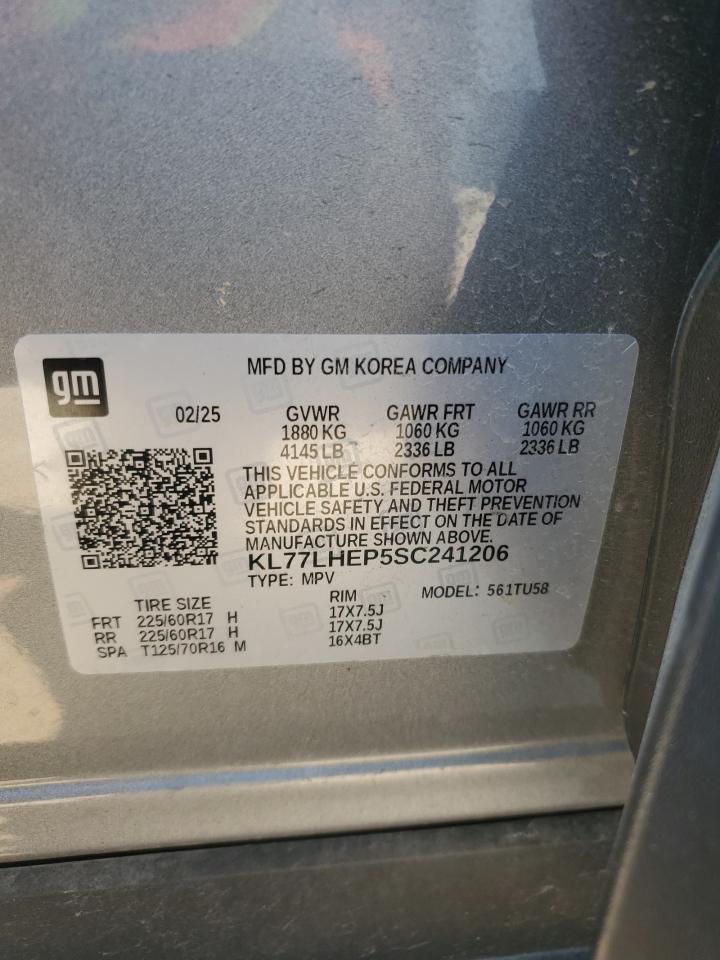 gm
MFD BY GM KOREA COMPANY
02/25 GVWR GAWR FRT GAWR RR
1880 KG 1060 KG 1060 KG
4145 LB 2336 LB 2336 LB
THIS VEHICLE CONFORMS TO ALL
APPLICABLE U.S. FEDERAL MOTOR
VEHICLE SAFETY AND THEFT PREVENTION
STANDARDS IN EFFECT ON THE DATE OF
MANUFACTURE SHOWN ABOVE.
KL77LHEP5SC241206
TYPE: MPV MODEL: 561TU58
TIRE SIZE RIM
FRT 225/60R17 H 17X7.5J
RR 225/60R17 H 17X7.5J
SPA T125/70R16 M 16X4BT